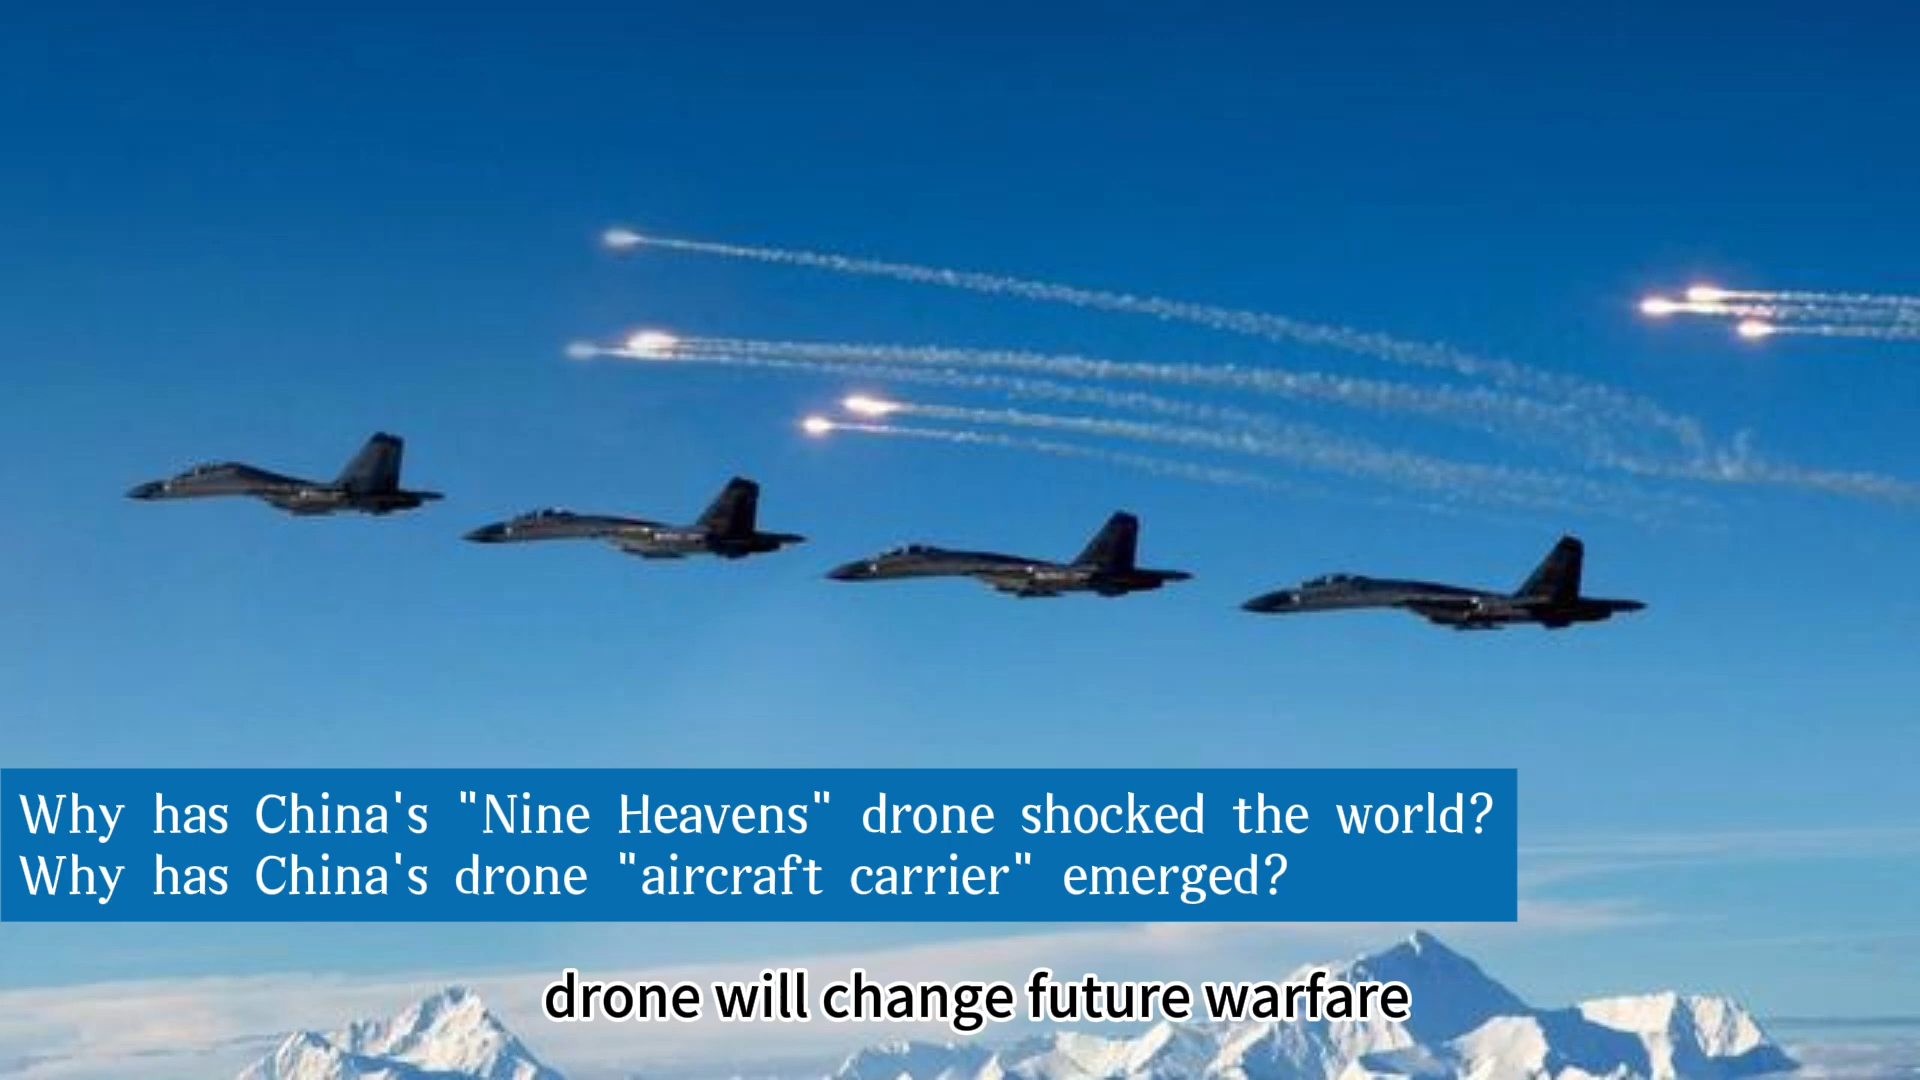 Why has China's "Nine Heavens" drone shocked the world?
Why has China's drone "aircraft carrier" emerged?
drone will change future warfare